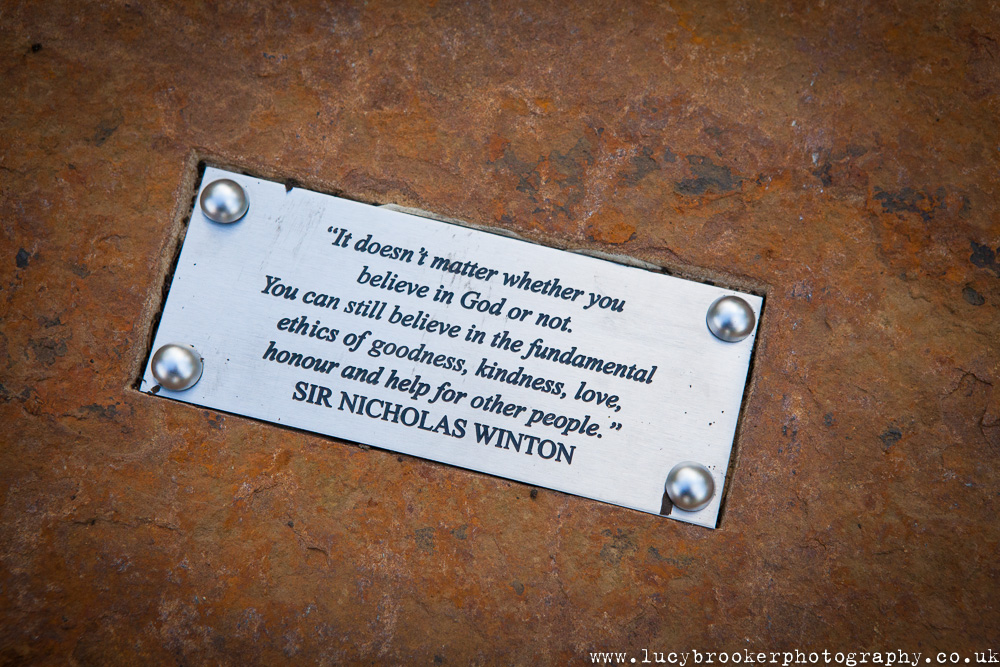 “It doesn’t matter whether you
believe in God or not.
You can still believe in the fundamental
ethics of goodness, kindness, love,
honour and help for other people.”
SIR NICHOLAS WINTON
www.lucybrookerphotography.co.uk